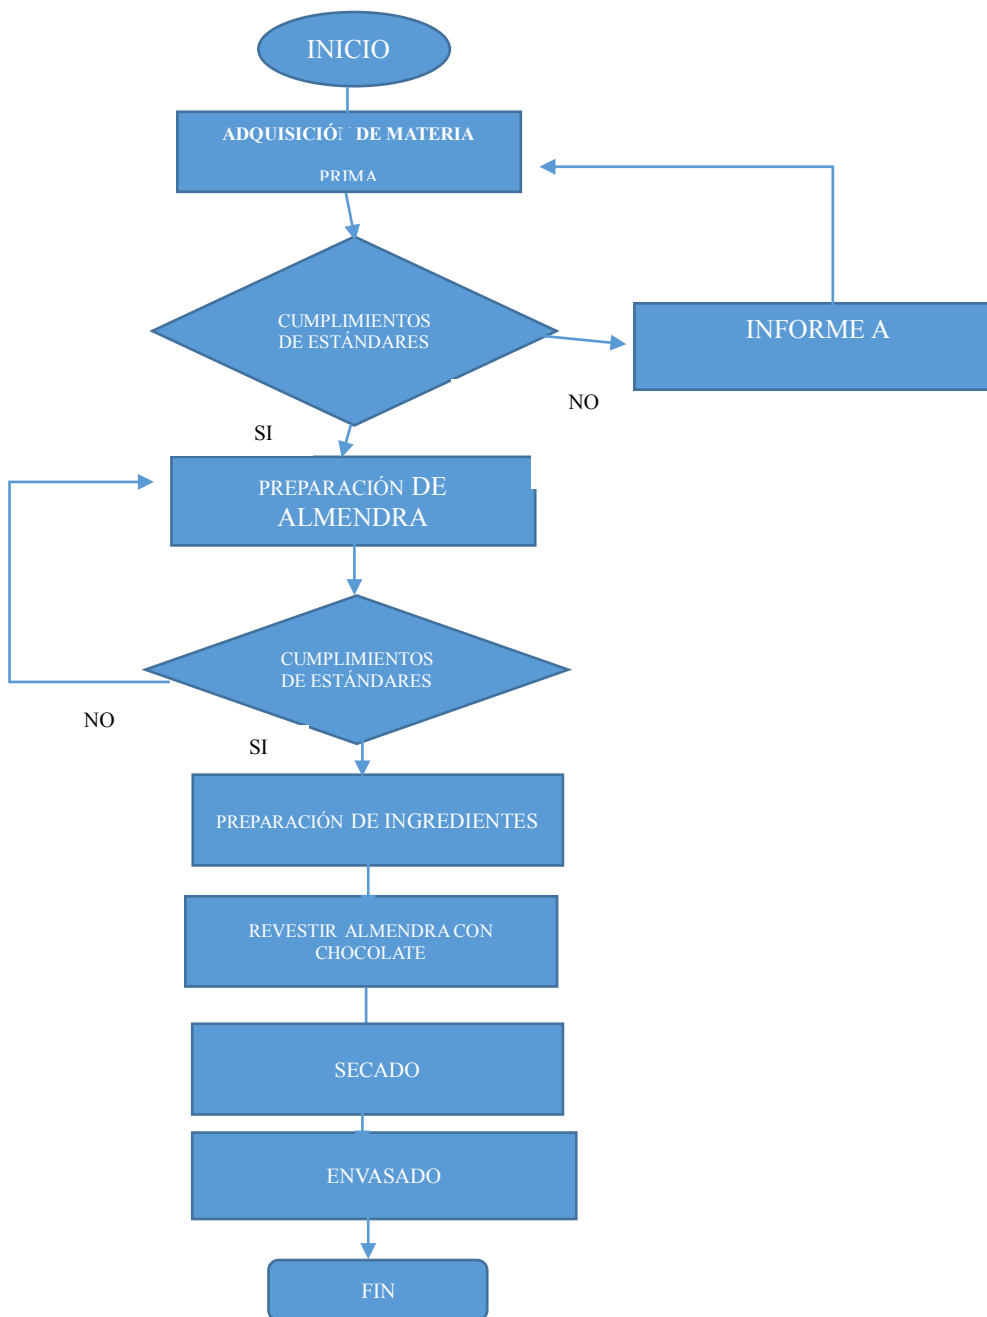 INICIO
ADQUISICIÓN DE MATERIA
PRIMA
CUMPLIMIENTOS
DE ESTÁNDARES
INFORME A
NO
SI
PREPARACIÓN DE
ALMENDRA
CUMPLIMIENTOS
DE ESTÁNDARES
NO
SI
PREPARACIÓN DE INGREDIENTES
REVESTIR ALMENDRA CON
CHOCOLATE
SECADO
ENVASADO
FIN